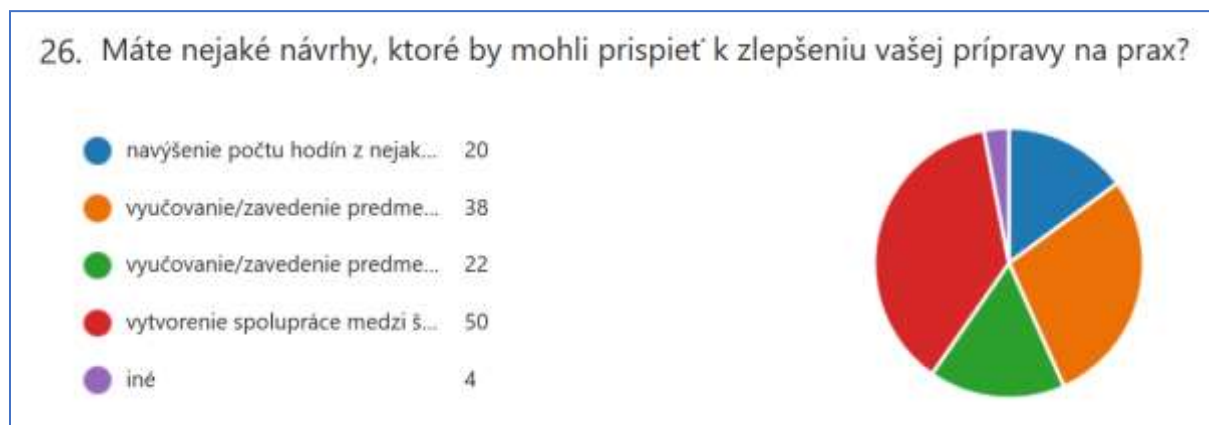 26. Máte nejaké návrhy, ktoré by mohli prispieť k zlepšeniu vašej prípravy na prax?
navýšenie počtu hodín z nejak... 20
vyučovanie/zavedenie predme... 38
vyučovanie/zavedenie predme... 22
vytvorenie spolupráce medzi š... 50
iné 4